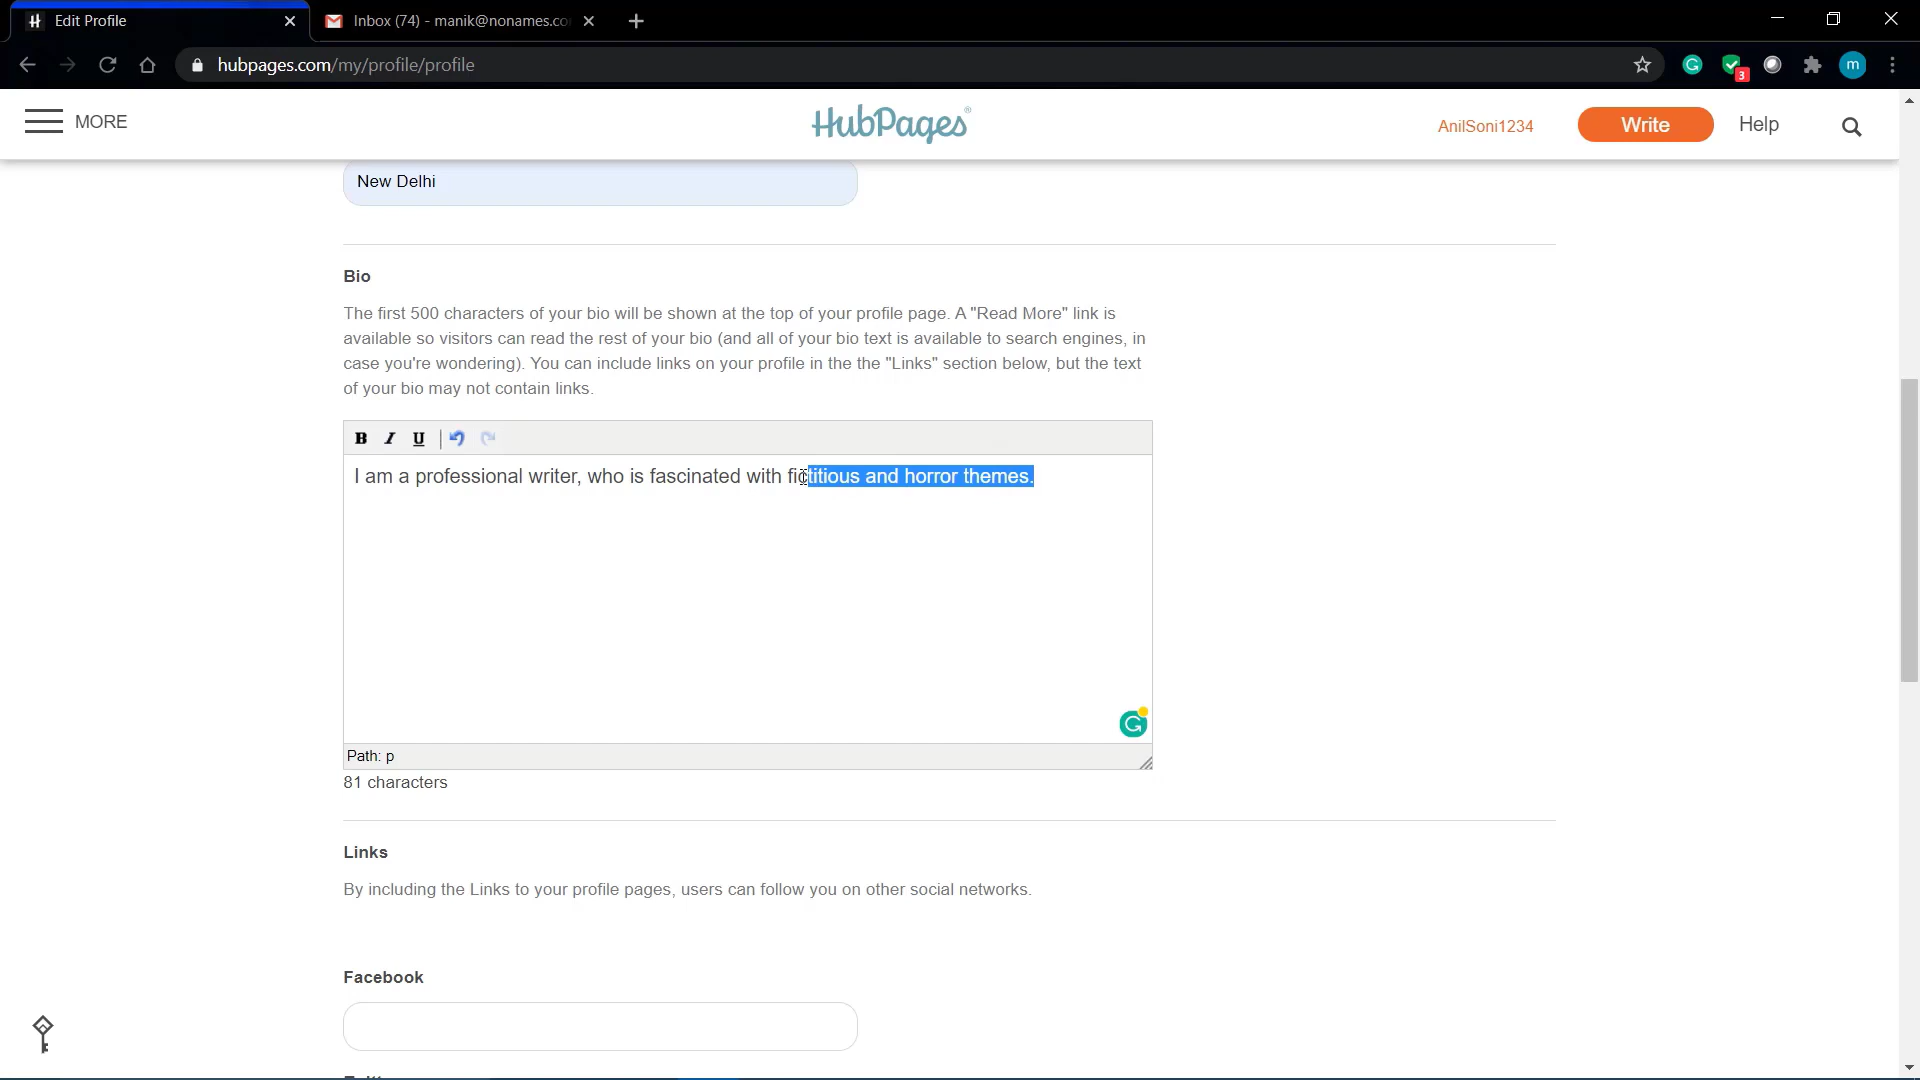 Edit Profile
Inbox (74) - manik@nonames.co
hubpages.com/my/profile/profile
3
m
MORE
HubPages®
AnilSoni1234
Write
Help
New Delhi
Bio
The first 500 characters of your bio will be shown at the top of your profile page. A "Read More" link is
available so visitors can read the rest of your bio (and all of your bio text is available to search engines, in
case you're wondering). You can include links on your profile in the the "Links" section below, but the text
of your bio may not contain links.
B I U
I am a professional writer, who is fascinated with fictitious and horror themes.
Path: p
81 characters
Links
By including the Links to your profile pages, users can follow you on other social networks.
Facebook